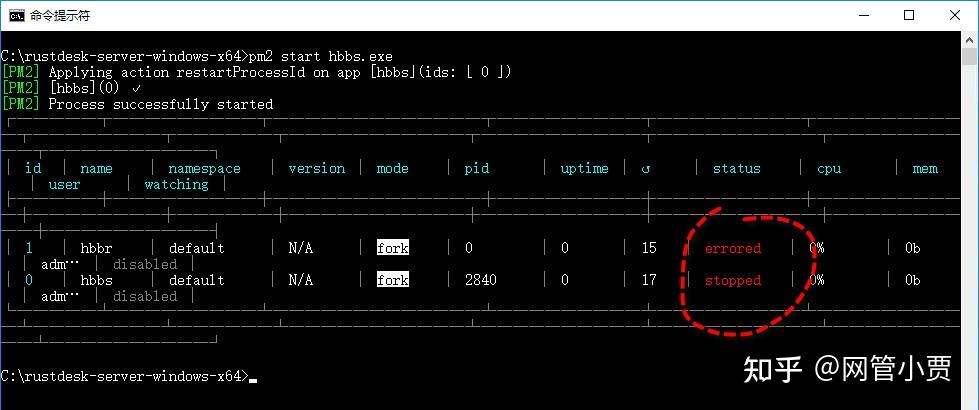 命令提示符
C:\rustdesk-server-windows-x64>pm2 start hbbs.exe
[PM2] Applying action restartProcessId on app [hbbs](ids: [ 0 ])
[PM2] [hbbs](0) ✓
[PM2] Process successfully started
id │ name │ namespace │ version │ mode │ pid │ uptime │ ↺ │ status │ cpu │ mem
│ user │ watching │
1 │ hbbr │ default │ N/A │ fork │ 0 │ 0 │ 15 │ errored │ 0% │ 0b
│ adm… │ disabled │
0 │ hbbs │ default │ N/A │ fork │ 2840 │ 0 │ 17 │ stopped │ 0% │ 0b
│ adm… │ disabled │
C:\rustdesk-server-windows-x64>
知乎 @网管小贾